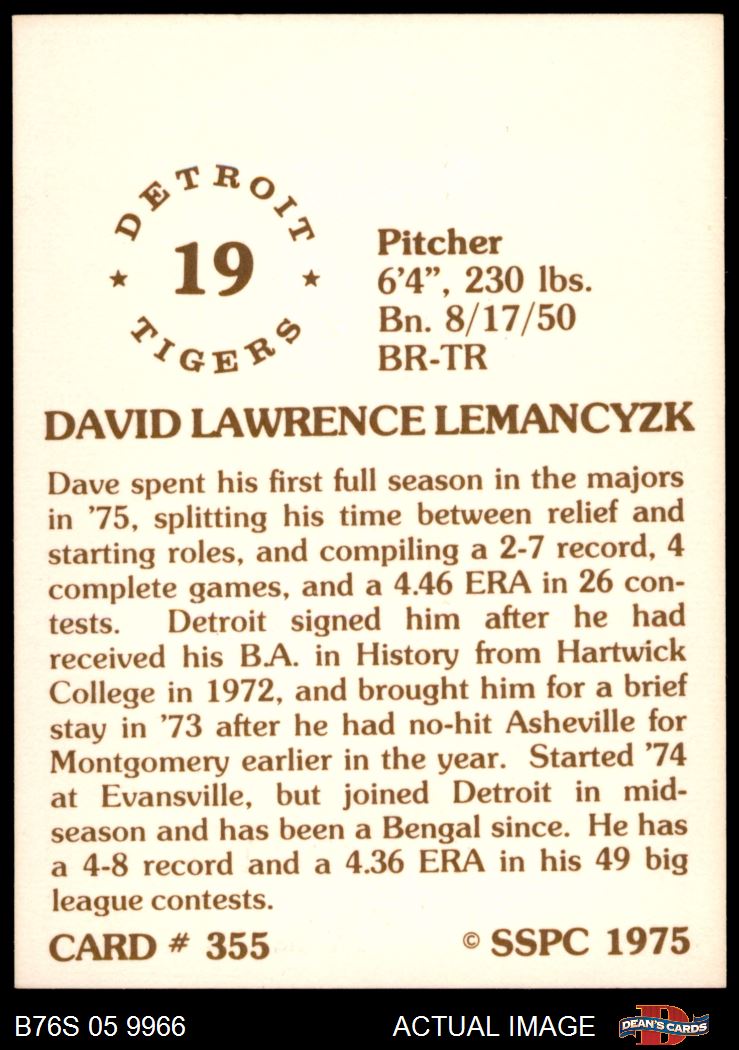 DETROIT
★ 19 ★
TIGERS
Pitcher
6'4”, 230 lbs.
Bn. 8/17/50
BR-TR
DAVID LAWRENCE LEMANCYZK
Dave spent his first full season in the majors
in '75, splitting his time between relief and
starting roles, and compiling a 2-7 record, 4
complete games, and a 4.46 ERA in 26 con-
tests. Detroit signed him after he had
received his B.A. in History from Hartwick
College in 1972, and brought him for a brief
stay in '73 after he had no-hit Asheville for
Montgomery earlier in the year. Started '74
at Evansville, but joined Detroit in mid-
season and has been a Bengal since. He has
a 4-8 record and a 4.36 ERA in his 49 big
league contests.
CARD # 355
© SSPC 1975
B76S 05 9966
ACTUAL IMAGE
D
DEAN'S CARDS